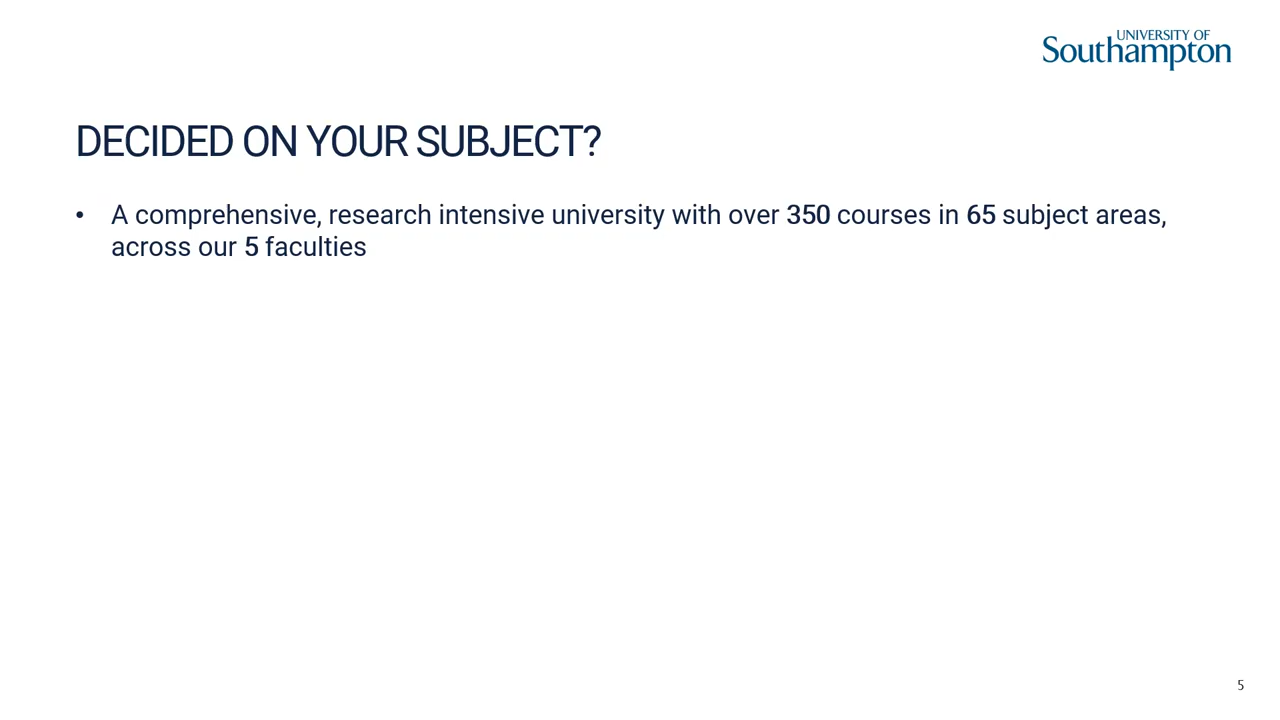 UNIVERSITY OF
Southampton
DECIDED ON YOUR SUBJECT?
• A comprehensive, research intensive university with over 350 courses in 65 subject areas,
across our 5 faculties
5